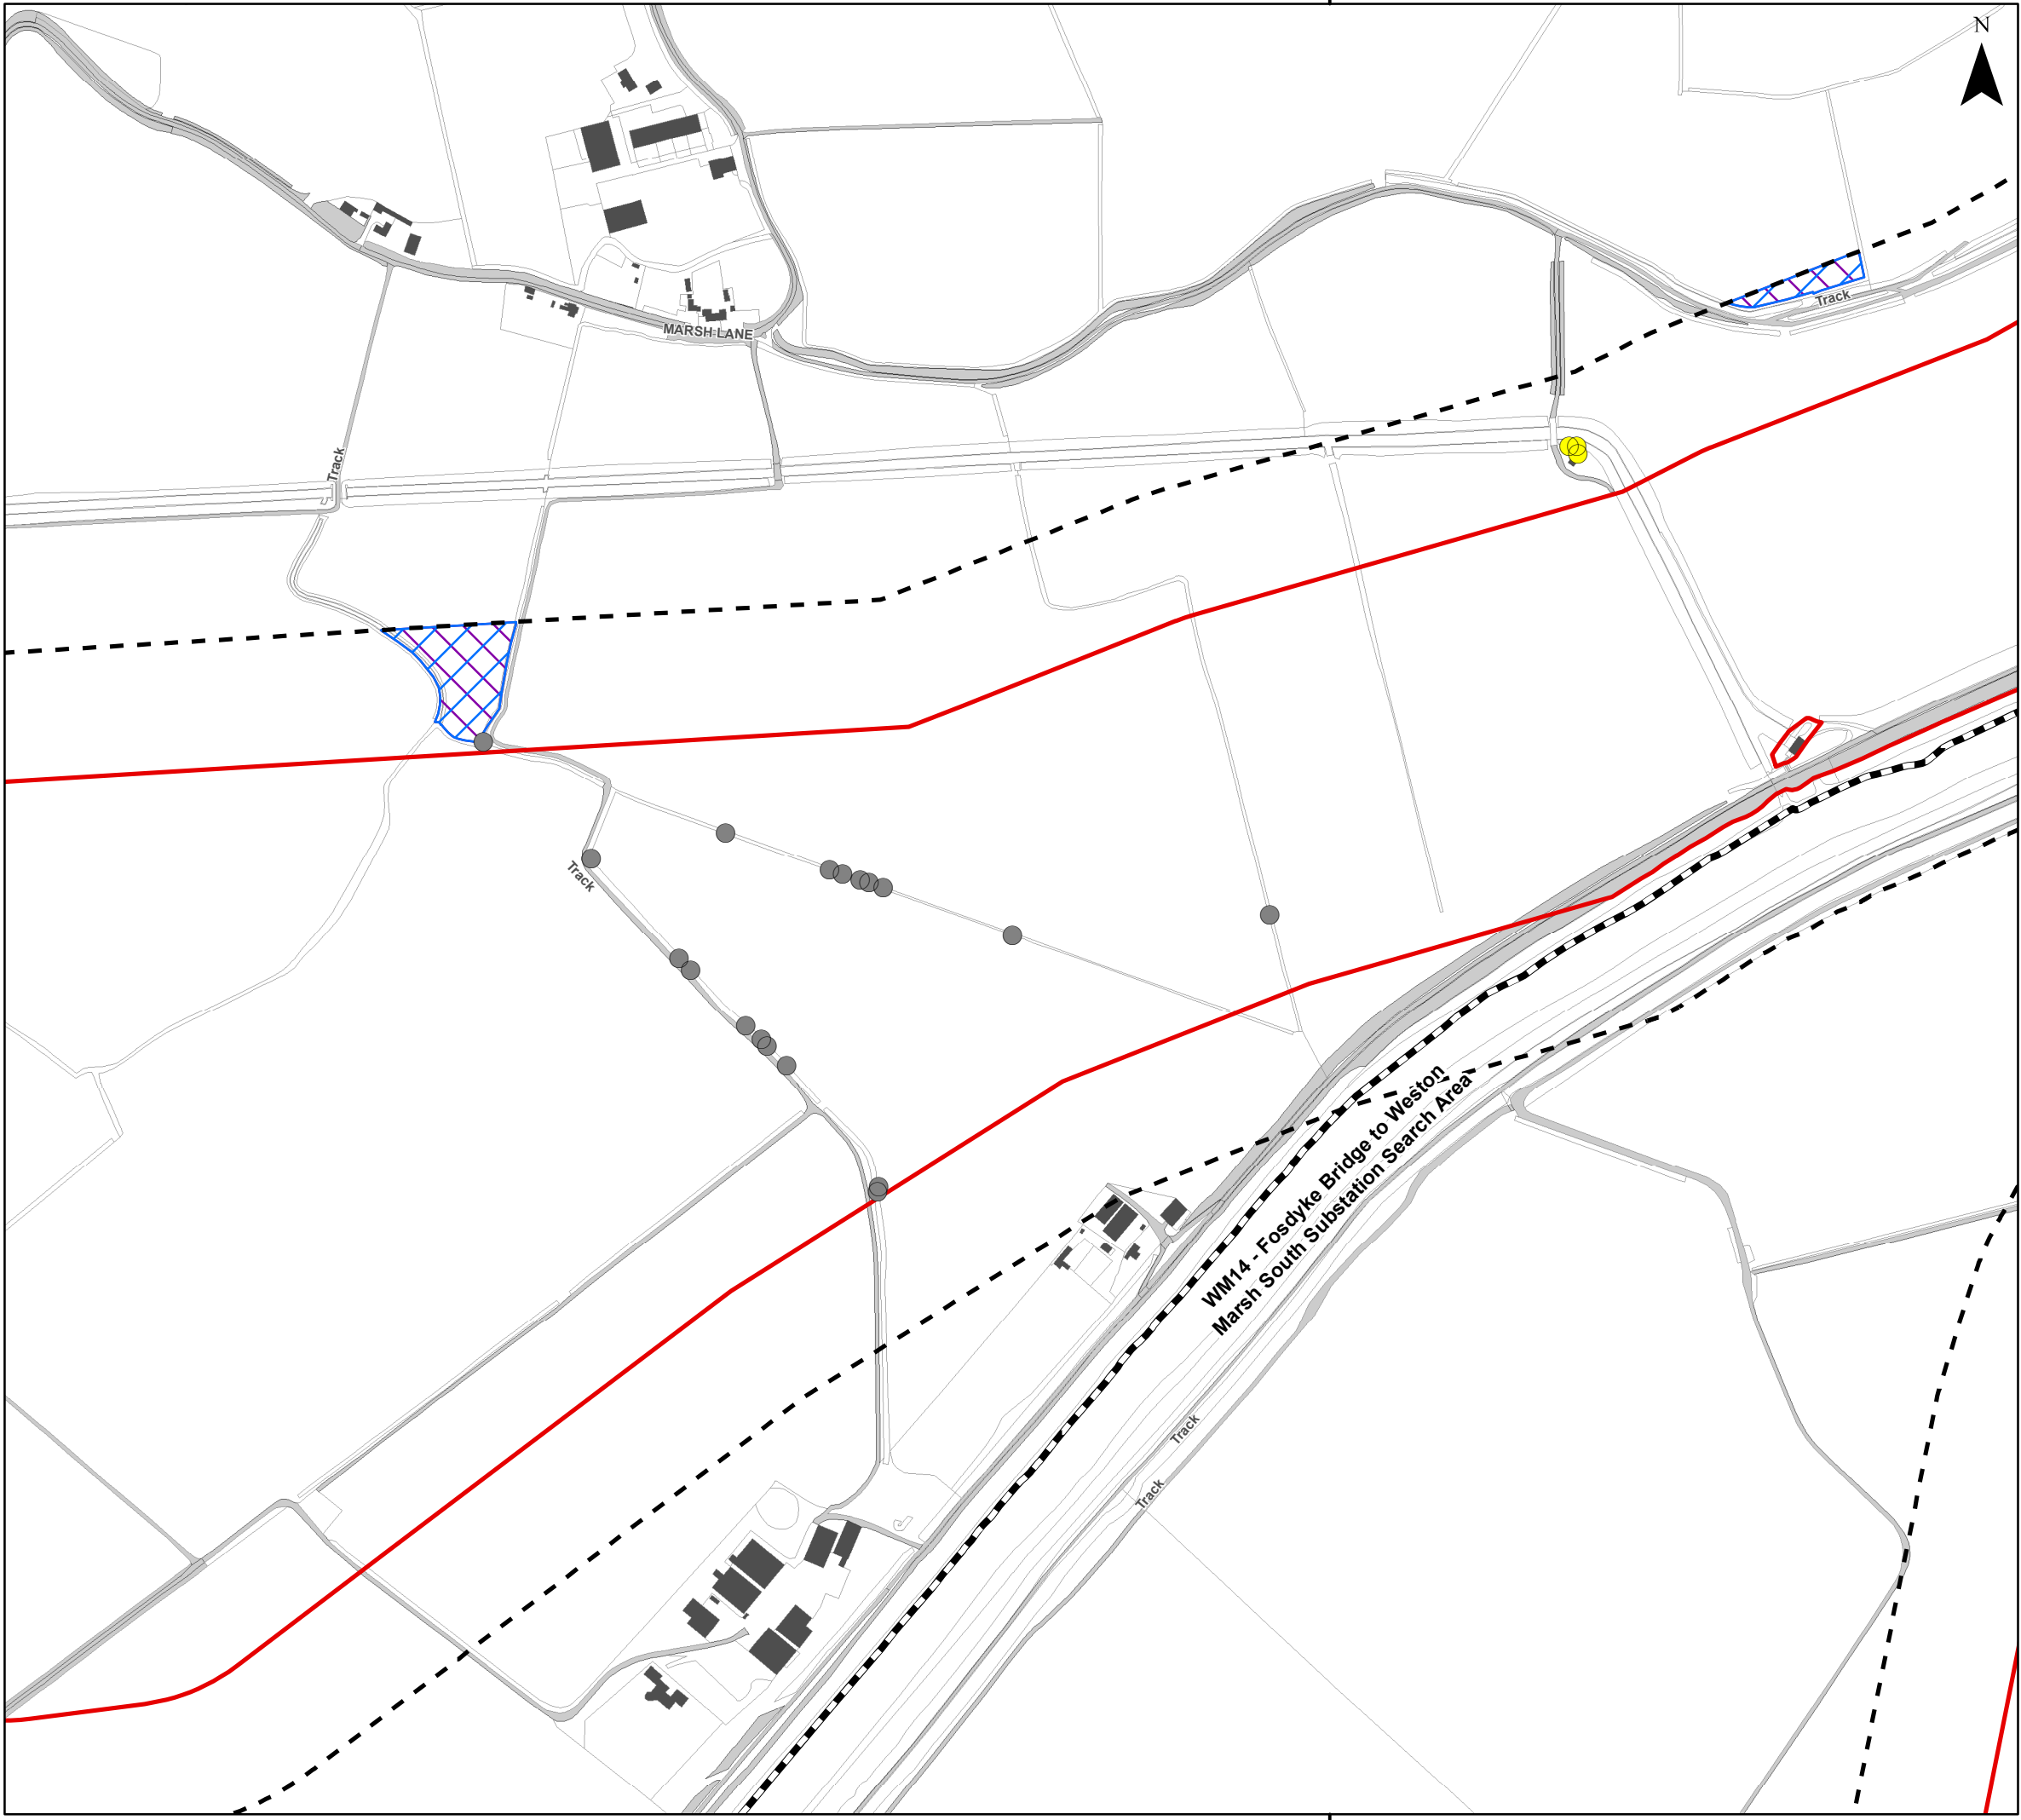 N
Track
MARSH LANE
Track
Track
WM14 - Fosdyke Bridge to Weston
Marsh South Substation Search Area
Track
Track